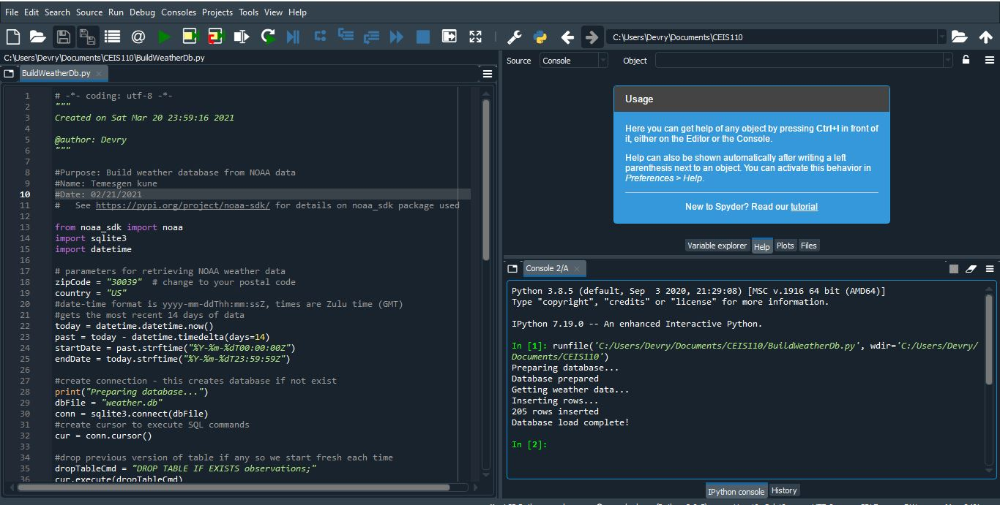 File Edit Search Source Run Debug Consoles Projects Tools View Help
C:\Users\Devry\Documents\CEIS110
C:\Users\Devry\Documents\CEIS110\BuildWeatherDb.py
BuildWeatherDb.py
1 # -*- coding: utf-8 -*-
2 """
3 Created on Sat Mar 20 23:59:16 2021
4
5 @author: Devry
6 """
7
8 #Purpose: Build weather database from NOAA data
9 #Name: Temesgen kune
10 #Date: 02/21/2021
11 #   See https://pypi.org/project/noaa-sdk/ for details on noaa_sdk package used
12
13 from noaa_sdk import noaa
14 import sqlite3
15 import datetime
16
17 # parameters for retrieving NOAA weather data
18 zipCode = "30039"  # change to your postal code
19 country = "US"
20 #date-time format is yyyy-mm-ddThh:mm:ssZ, times are Zulu time (GMT)
21 #gets the most recent 14 days of data
22 today = datetime.datetime.now()
23 past = today - datetime.timedelta(days=14)
24 startDate = past.strftime("%Y-%m-%dT00:00:00Z")
25 endDate = today.strftime("%Y-%m-%dT23:59:59Z")
26
27 #create connection - this creates database if not exist
28 print("Preparing database...")
29 dbFile = "weather.db"
30 conn = sqlite3.connect(dbFile)
31 #create cursor to execute SQL commands
32 cur = conn.cursor()
33
34 #drop previous version of table if any so we start fresh each time
35 dropTableCmd = "DROP TABLE IF EXISTS observations;"
36 cur.execute(dropTableCmd)
Source Console Object
Usage
Here you can get help of any object by pressing Ctrl+I in front of
it, either on the Editor or the Console.
Help can also be shown automatically after writing a left
parenthesis next to an object. You can activate this behavior in
Preferences > Help.
New to Spyder? Read our tutorial
Variable explorer Help Plots Files
Console 2/A
Python 3.8.5 (default, Sep  3 2020, 21:29:08) [MSC v.1916 64 bit (AMD64)]
Type "copyright", "credits" or "license" for more information.
IPython 7.19.0 -- An enhanced Interactive Python.
In [1]: runfile('C:/Users/Devry/Documents/CEIS110/BuildWeatherDb.py', wdir='C:/Users/Devry/
Documents/CEIS110')
Preparing database...
Database prepared
Getting weather data...
Inserting rows...
205 rows inserted
Database load complete!
In [2]:
IPython console History